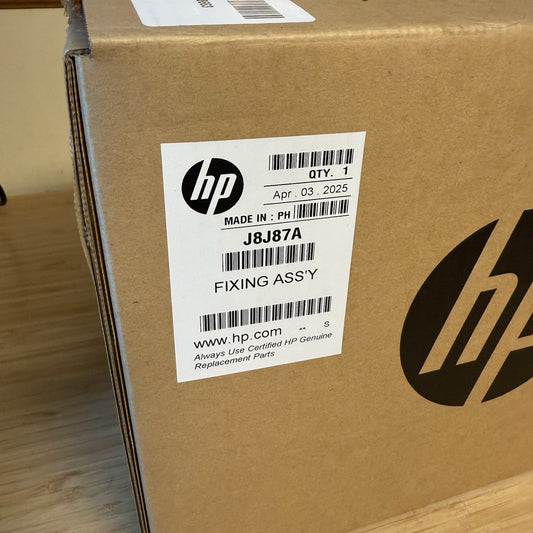 hp
QTY. 1
Apr . 03 . 2025
MADE IN : PH
J8J87A
FIXING ASS'Y
www.hp.com ** S
Always Use Certified HP Genuine
Replacement Parts
hp